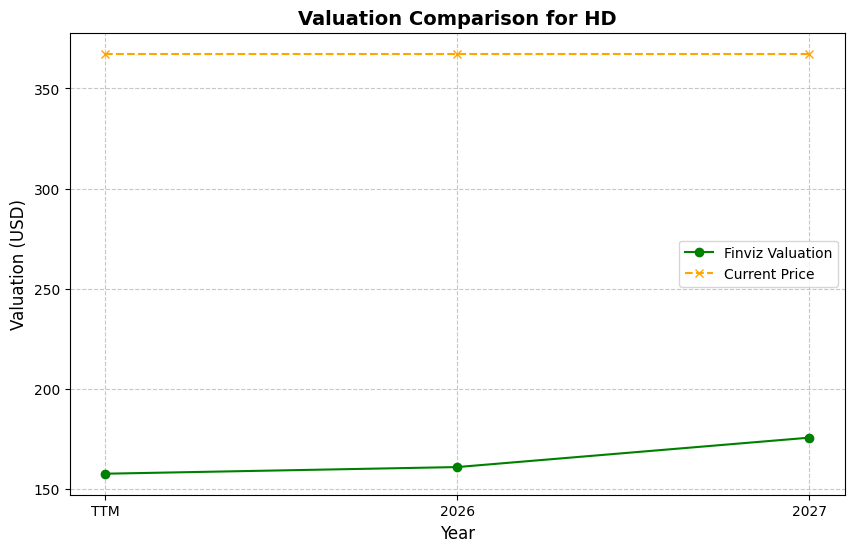 Valuation Comparison for HD
Valuation (USD)
350
300
250
200
150
Finviz Valuation
Current Price
TTM
2026
2027
Year